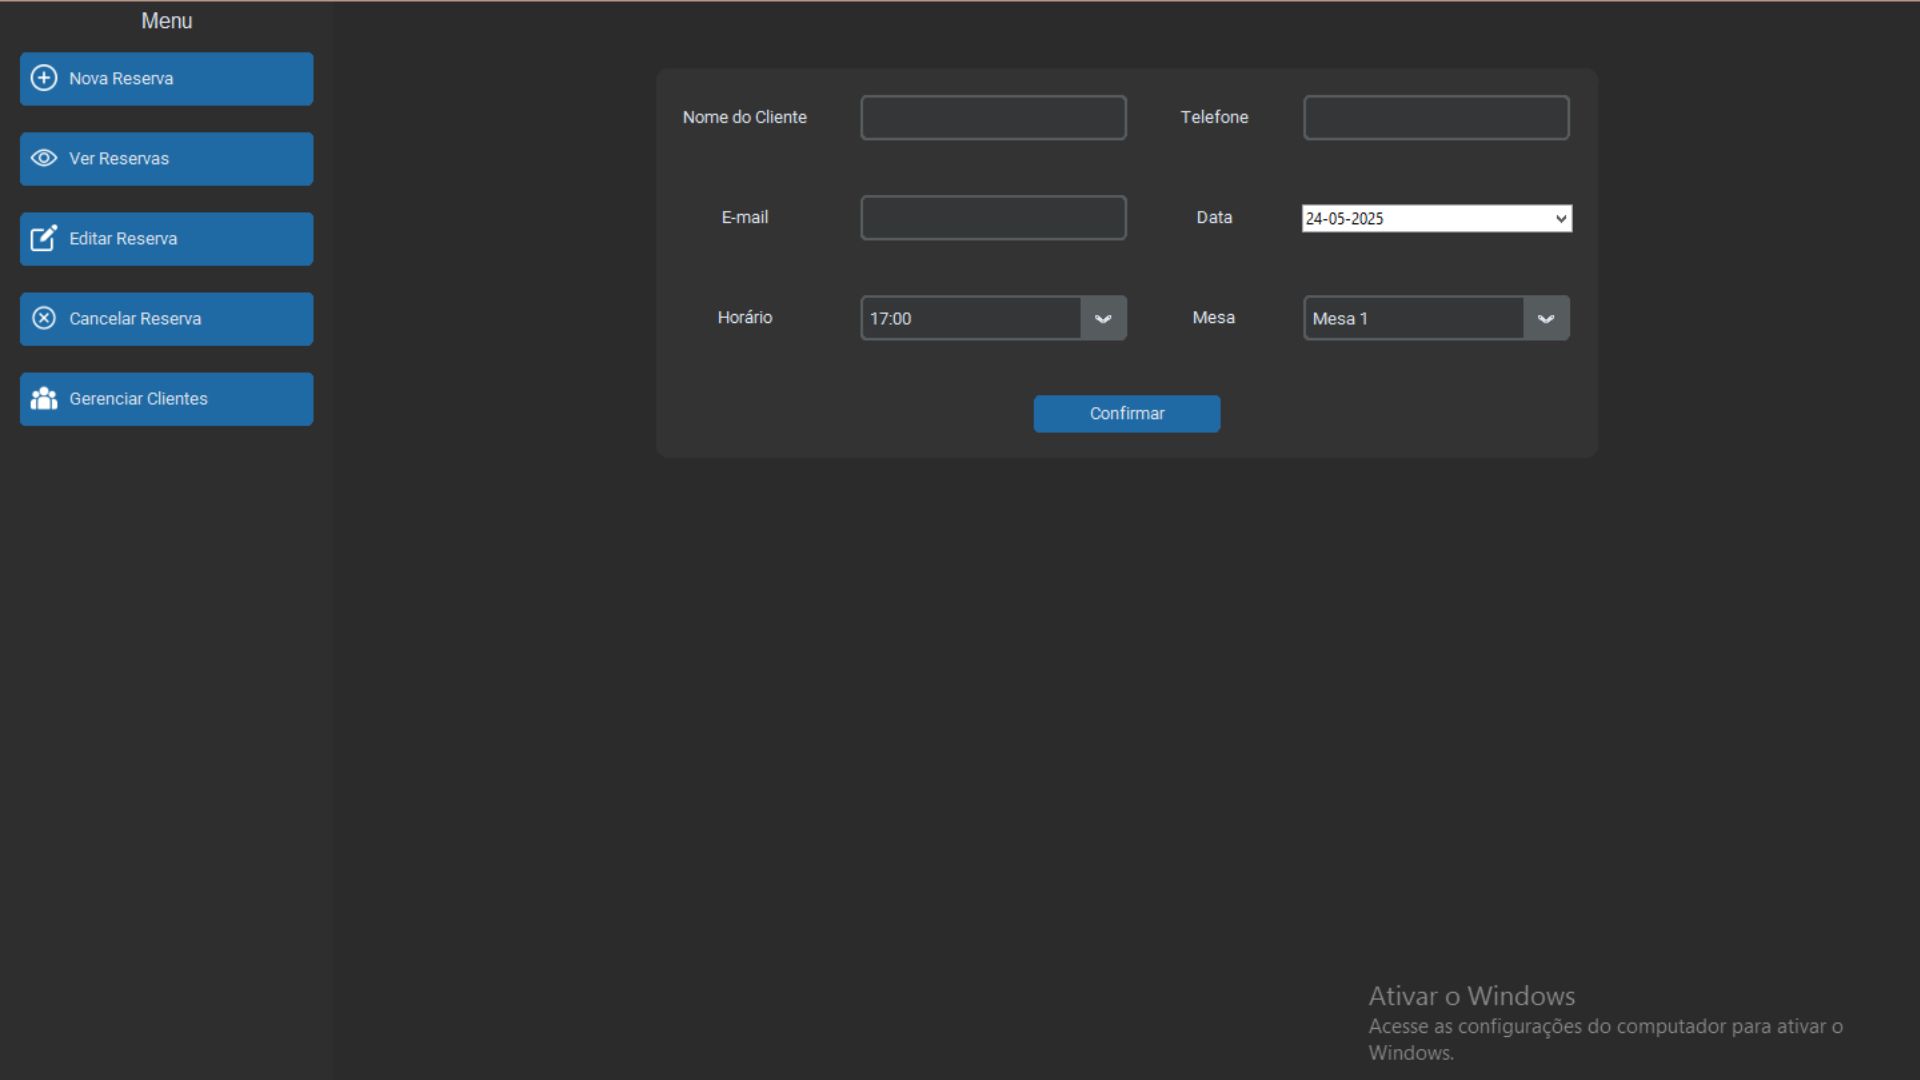 Menu
Nova Reserva
Ver Reservas
Editar Reserva
Cancelar Reserva
Gerenciar Clientes
Nome do Cliente
Telefone
E-mail
Data
24-05-2025
Horário
17:00
Mesa
Mesa 1
Confirmar
Ativar o Windows
Acesse as configurações do computador para ativar o
Windows.